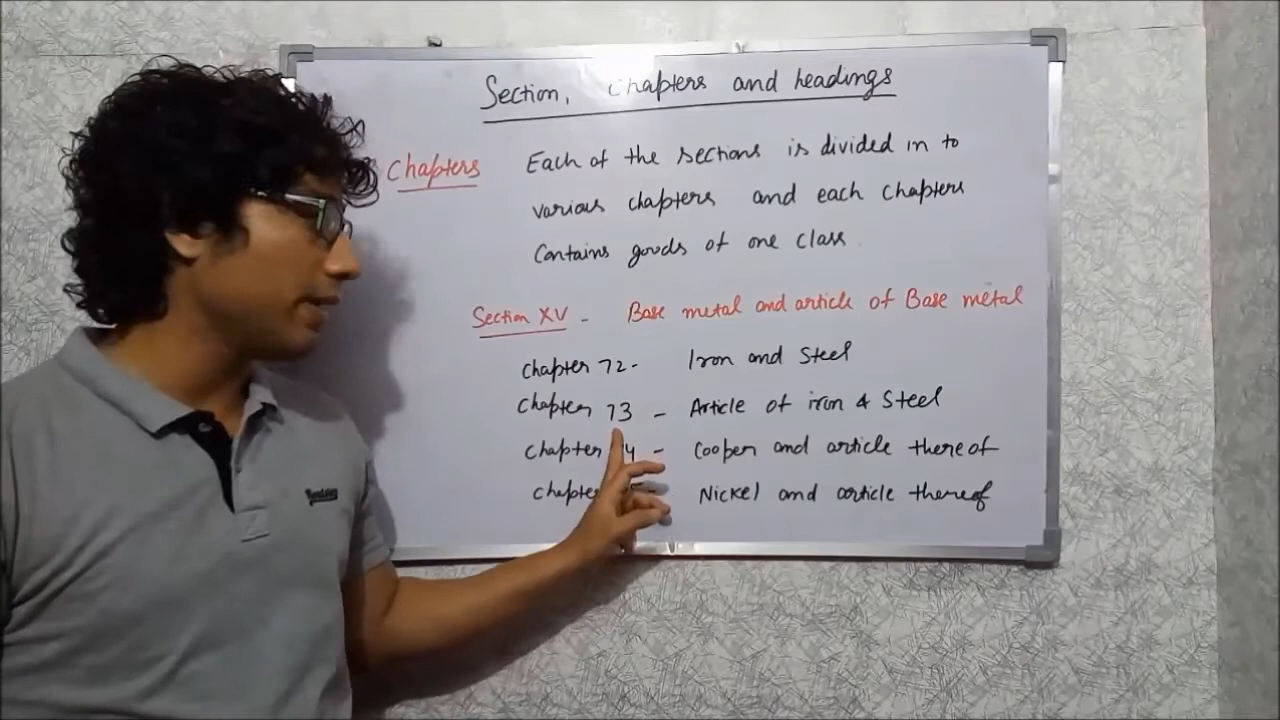 Section, Chapters and headings
Chapters
Each of the sections is divided in to
various chapters and each chapters
Contains goods of one class
Section XV - Base metal and article of Base metal
Chapter 72- Iron and Steel
Chapter 73 - Article of iron & Steel
Chapter 4 - Cooper and article thereof
Chapter Nickel and article thereof